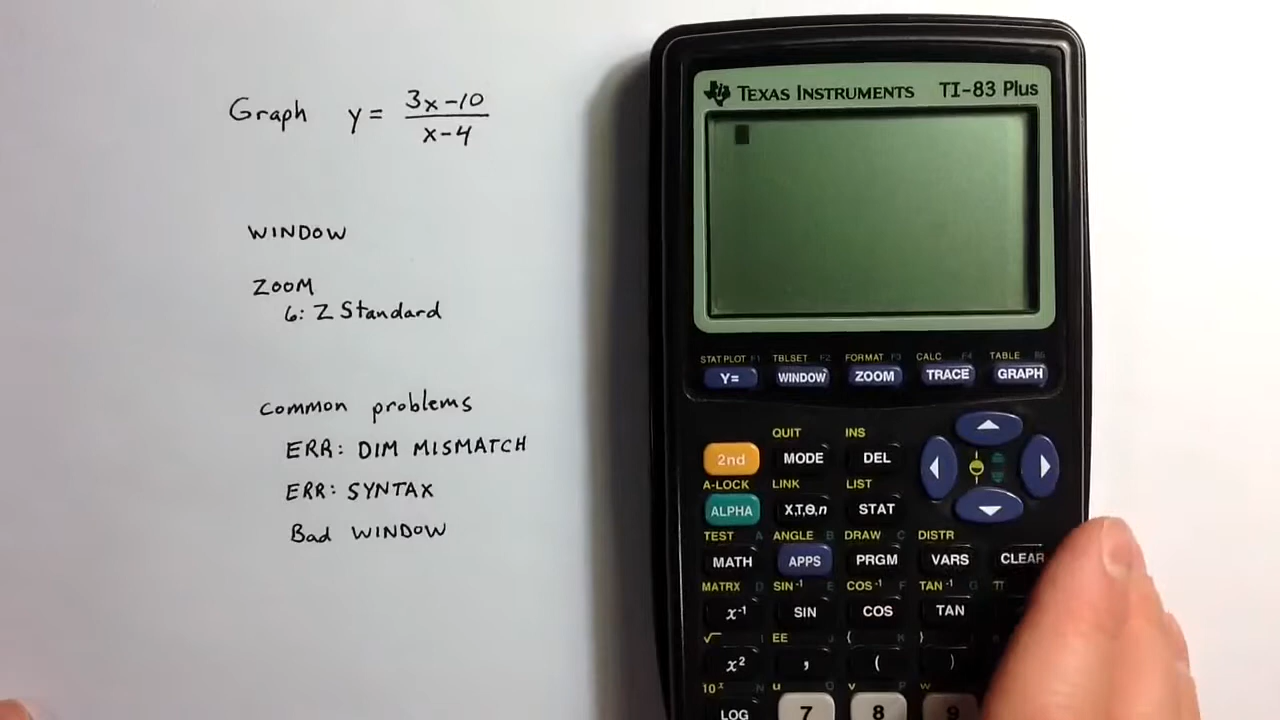 Graph y = 3x-10
x-4
WINDOW
ZOOM
6: Z Standard
Common problems
ERR: DIM MISMATCH
ERR: SYNTAX
Bad WINDOW
TEXAS INSTRUMENTS TI-83 Plus
STAT PLOT F1 TBLSET F2 FORMAT F3 CALC F4 TABLE F5
Y= WINDOW ZOOM TRACE GRAPH
QUIT INS
2nd MODE DEL
A-LOCK LINK LIST
ALPHA X,T,θ,n STAT
TEST A ANGLE B DRAW C DISTR
MATH APPS PRGM VARS CLEAR
MATRX D SIN⁻¹ E COS⁻¹ F TAN⁻¹ G π
x⁻¹ SIN COS TAN
√ I EE J { K }
x² , ( )
10ˣ N u O v P w
LOG 7 8 9